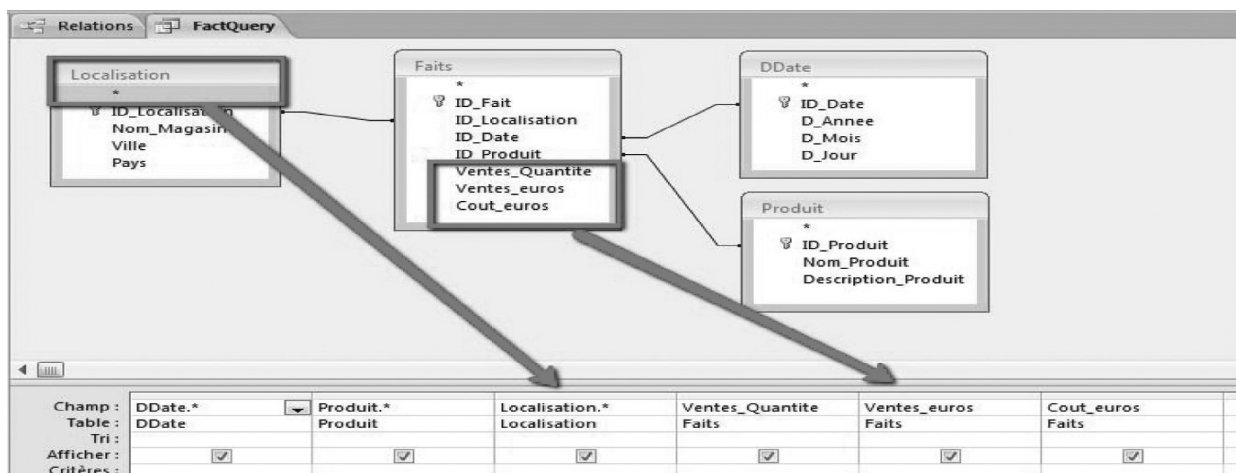 Relations FactQuery
Localisation
*
ID_Localisation
Nom_Magasin
Ville
Pays
Faits
*
ID_Fait
ID_Localisation
ID_Date
ID_Produit
Ventes_Quantite
Ventes_euros
Cout_euros
DDate
*
ID_Date
D_Annee
D_Mois
D_Jour
Produit
*
ID_Produit
Nom_Produit
Description_Produit
Champ : DDate.* Produit.* Localisation.* Ventes_Quantite Ventes_euros Cout_euros
Table : DDate Produit Localisation Faits Faits Faits
Tri :
Afficher :
Critères :